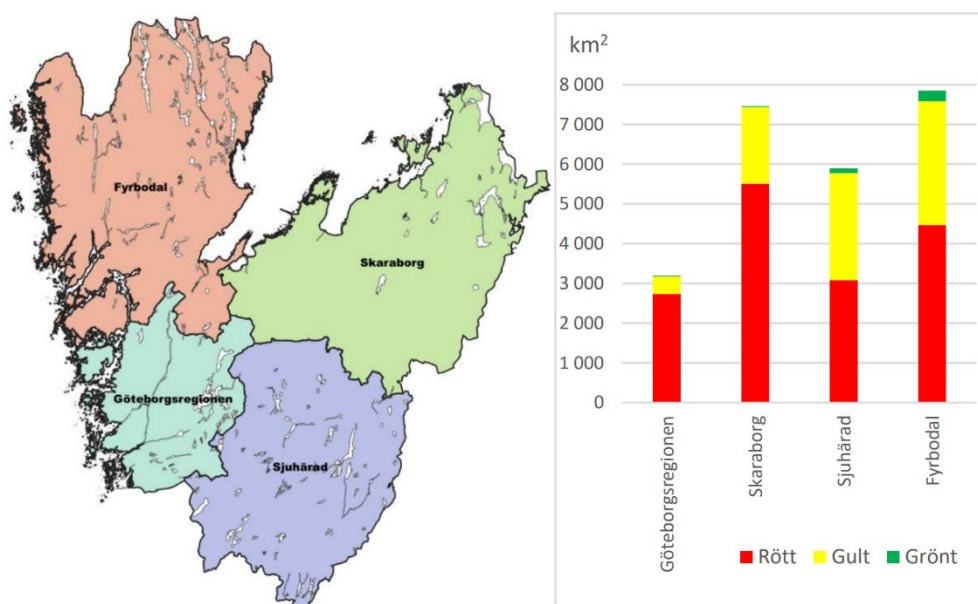 Fyrbodal
Skaraborg
Göteborgsregionen
Sjuhärad
km²
8 000
7 000
6 000
5 000
4 000
3 000
2 000
1 000
0
Göteborgsregionen
Skaraborg
Sjuhärad
Fyrbodal
Rött Gult Grönt